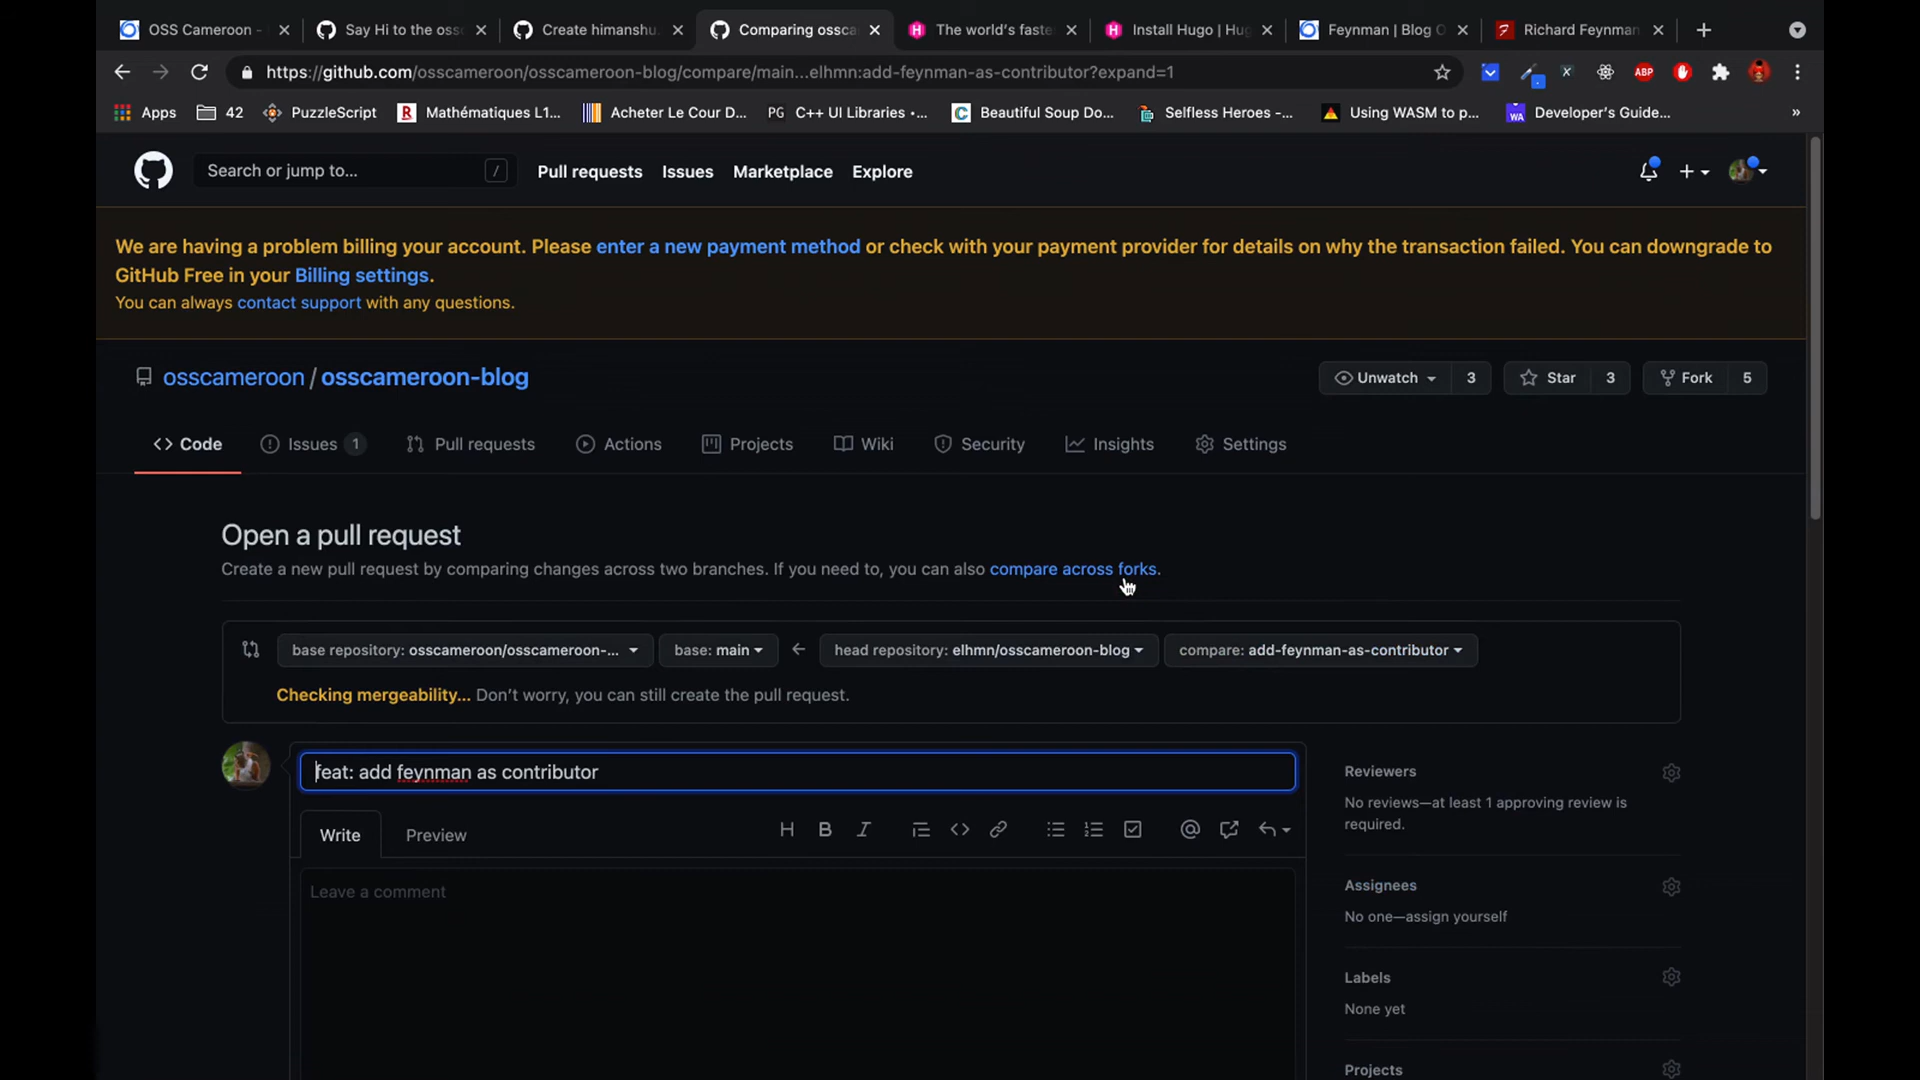 OSS Cameroon -
Say Hi to the osso
Create himanshu.
Comparing ossca
The world's faste
Install Hugo | Hug
Feynman | Blog O
Richard Feynman
https://github.com/osscameroon/osscameroon-blog/compare/main...elhmn:add-feynman-as-contributor?expand=1
ABP
Apps
42
PuzzleScript
R Mathématiques L1...
Acheter Le Cour D...
PG C++ UI Libraries •...
C Beautiful Soup Do...
Selfless Heroes -...
Using WASM to p...
WA Developer's Guide...
»
Search or jump to... /
Pull requests
Issues
Marketplace
Explore
We are having a problem billing your account. Please enter a new payment method or check with your payment provider for details on why the transaction failed. You can downgrade to
GitHub Free in your Billing settings.
You can always contact support with any questions.
osscameroon / osscameroon-blog
Unwatch 3
Star 3
Fork 5
Code
Issues 1
Pull requests
Actions
Projects
Wiki
Security
Insights
Settings
Open a pull request
Create a new pull request by comparing changes across two branches. If you need to, you can also compare across forks.
base repository: osscameroon/osscameroon-...
base: main
head repository: elhmn/osscameroon-blog
compare: add-feynman-as-contributor
Checking mergeability... Don't worry, you can still create the pull request.
feat: add feynman as contributor
Write
Preview
H B I
Leave a comment
Reviewers
No reviews—at least 1 approving review is
required.
Assignees
No one—assign yourself
Labels
None yet
Projects